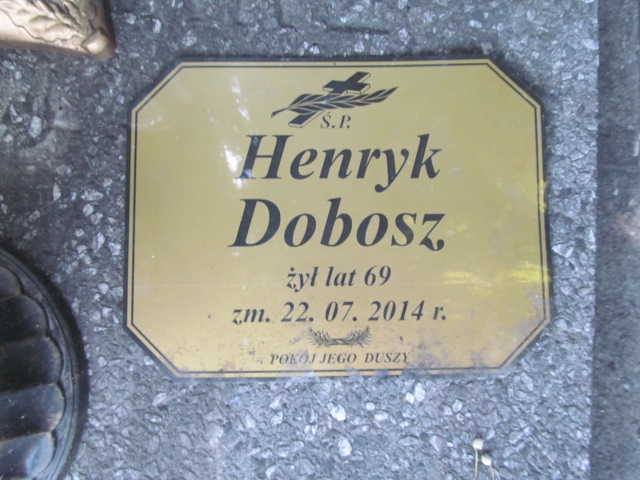 Ś.P.
Henryk
Dobosz
żył lat 69
zm. 22. 07. 2014 r.
POKÓJ JEGO DUSZY